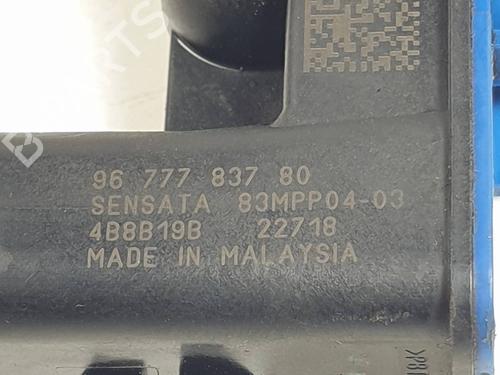 96 777 837 80
SENSATA 83MPP04-03
4B8B19B 22718
MADE IN MALAYSIA